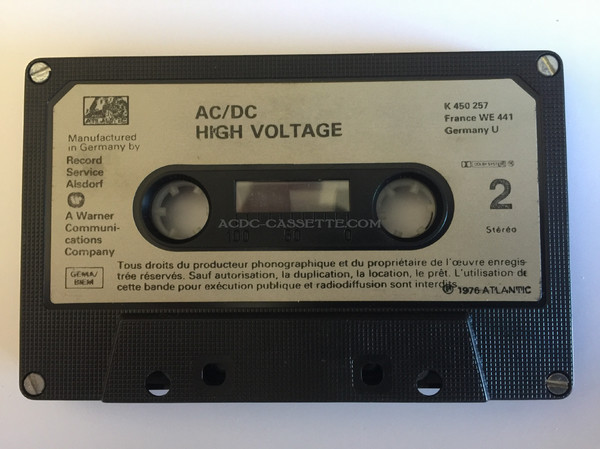 AC/DC
HIGH VOLTAGE
K 450 257
France WE 441
Germany U
Manufactured
in Germany by
Record
Service
Alsdorf
A Warner
Communi-
cations
Company
GEMA/
BIEM
2
Stéréo
ACDC-CASSETTE.COM
100 50 0
Tous droits du producteur phonographique et du propriétaire de l'œuvre enregis-
trée réservés. Sauf autorisation, la duplication, la location, le prêt. L'utilisation de
cette bande pour exécution publique et radiodiffusion sont interdits.
℗ 1976 ATLANTIC